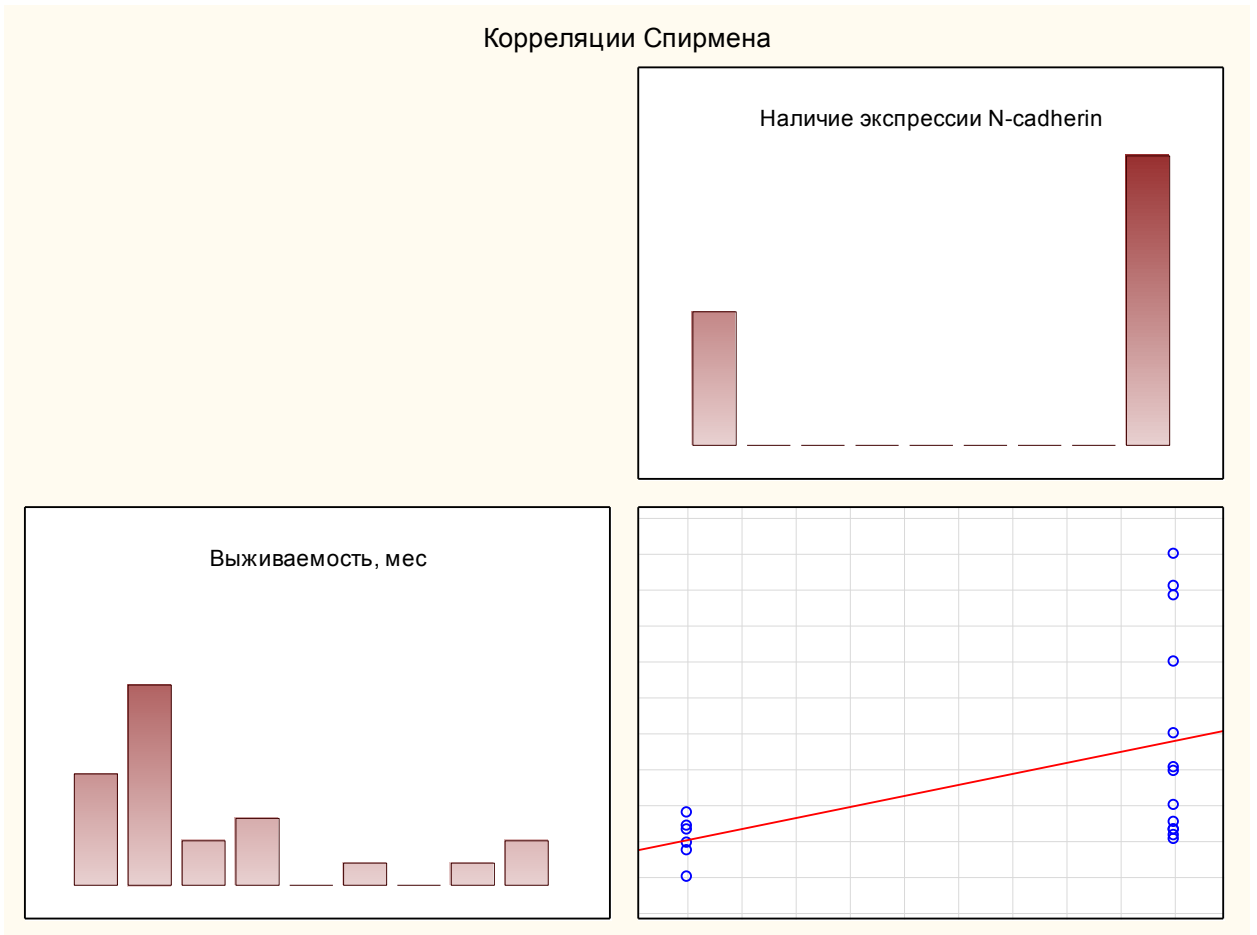 Корреляции Спирмена
Наличие экспрессии N-cadherin
Выживаемость, мес